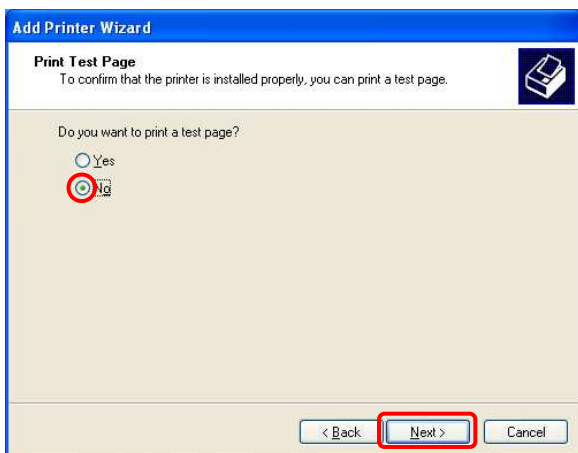 Add Printer Wizard
Print Test Page
To confirm that the printer is installed properly, you can print a test page.
Do you want to print a test page?
Yes
No
< Back
Next >
Cancel